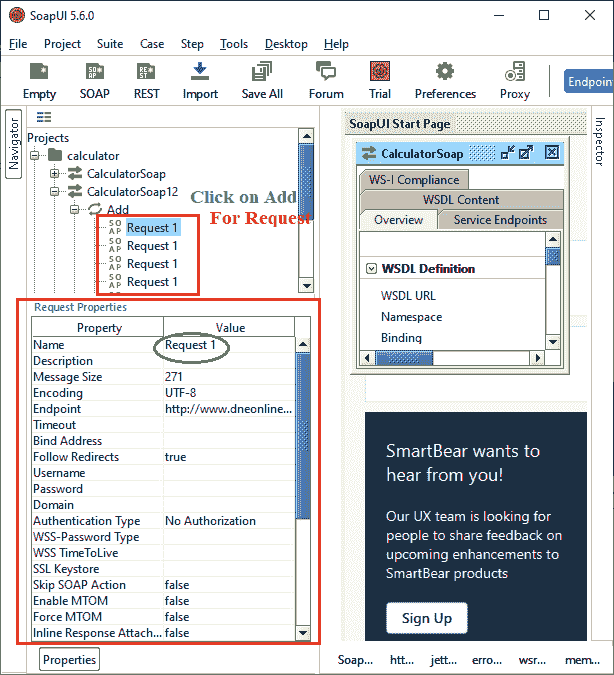 SoapUI 5.6.0
File Project Suite Case Step Tools Desktop Help
Empty SOAP REST Import Save All Forum Trial Preferences Proxy Endpoin
Navigator
Projects
calculator
CalculatorSoap
CalculatorSoap12
Add
SOAP Request 1
SOAP Request 1
SOAP Request 1
SOAP Request 1
Click on Add
For Request
Request Properties
Property Value
Name Request 1
Description
Message Size 271
Encoding UTF-8
Endpoint http://www.dneonline...
Timeout
Bind Address
Follow Redirects true
Username
Password
Domain
Authentication Type No Authorization
WSS-Password Type
WSS TimeToLive
SSL Keystore
Skip SOAP Action false
Enable MTOM false
Force MTOM false
Inline Response Attach... false
Properties
SoapUI Start Page
CalculatorSoap
WS-I Compliance
WSDL Content
Overview Service Endpoints
WSDL Definition
WSDL URL
Namespace
Binding
SmartBear wants to
hear from you!
Our UX team is looking for
people to share feedback on
upcoming enhancements to
SmartBear products
Sign Up
Soap... htt... jett... erro... wsr... mem...
Inspector